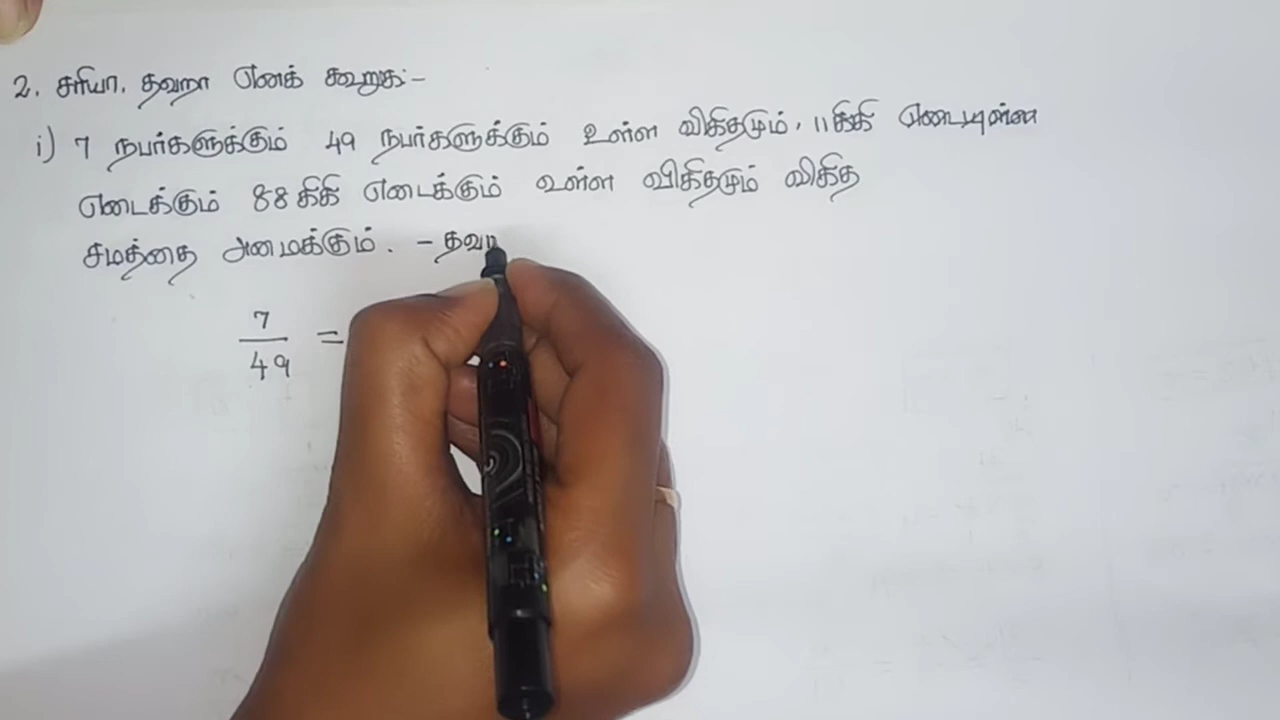 2. சரியா, தவறா எனக் கூறுக:-
i) 7 நபர்களுக்கும் 49 நபர்களுக்கும் உள்ள விகிதமும், 11 கிகி எடையுள்ள
எடைக்கும் 88 கிகி எடைக்கும் உள்ள விகிதமும் விகித
சமத்தை அமைக்கும். - தவ
7
49 =